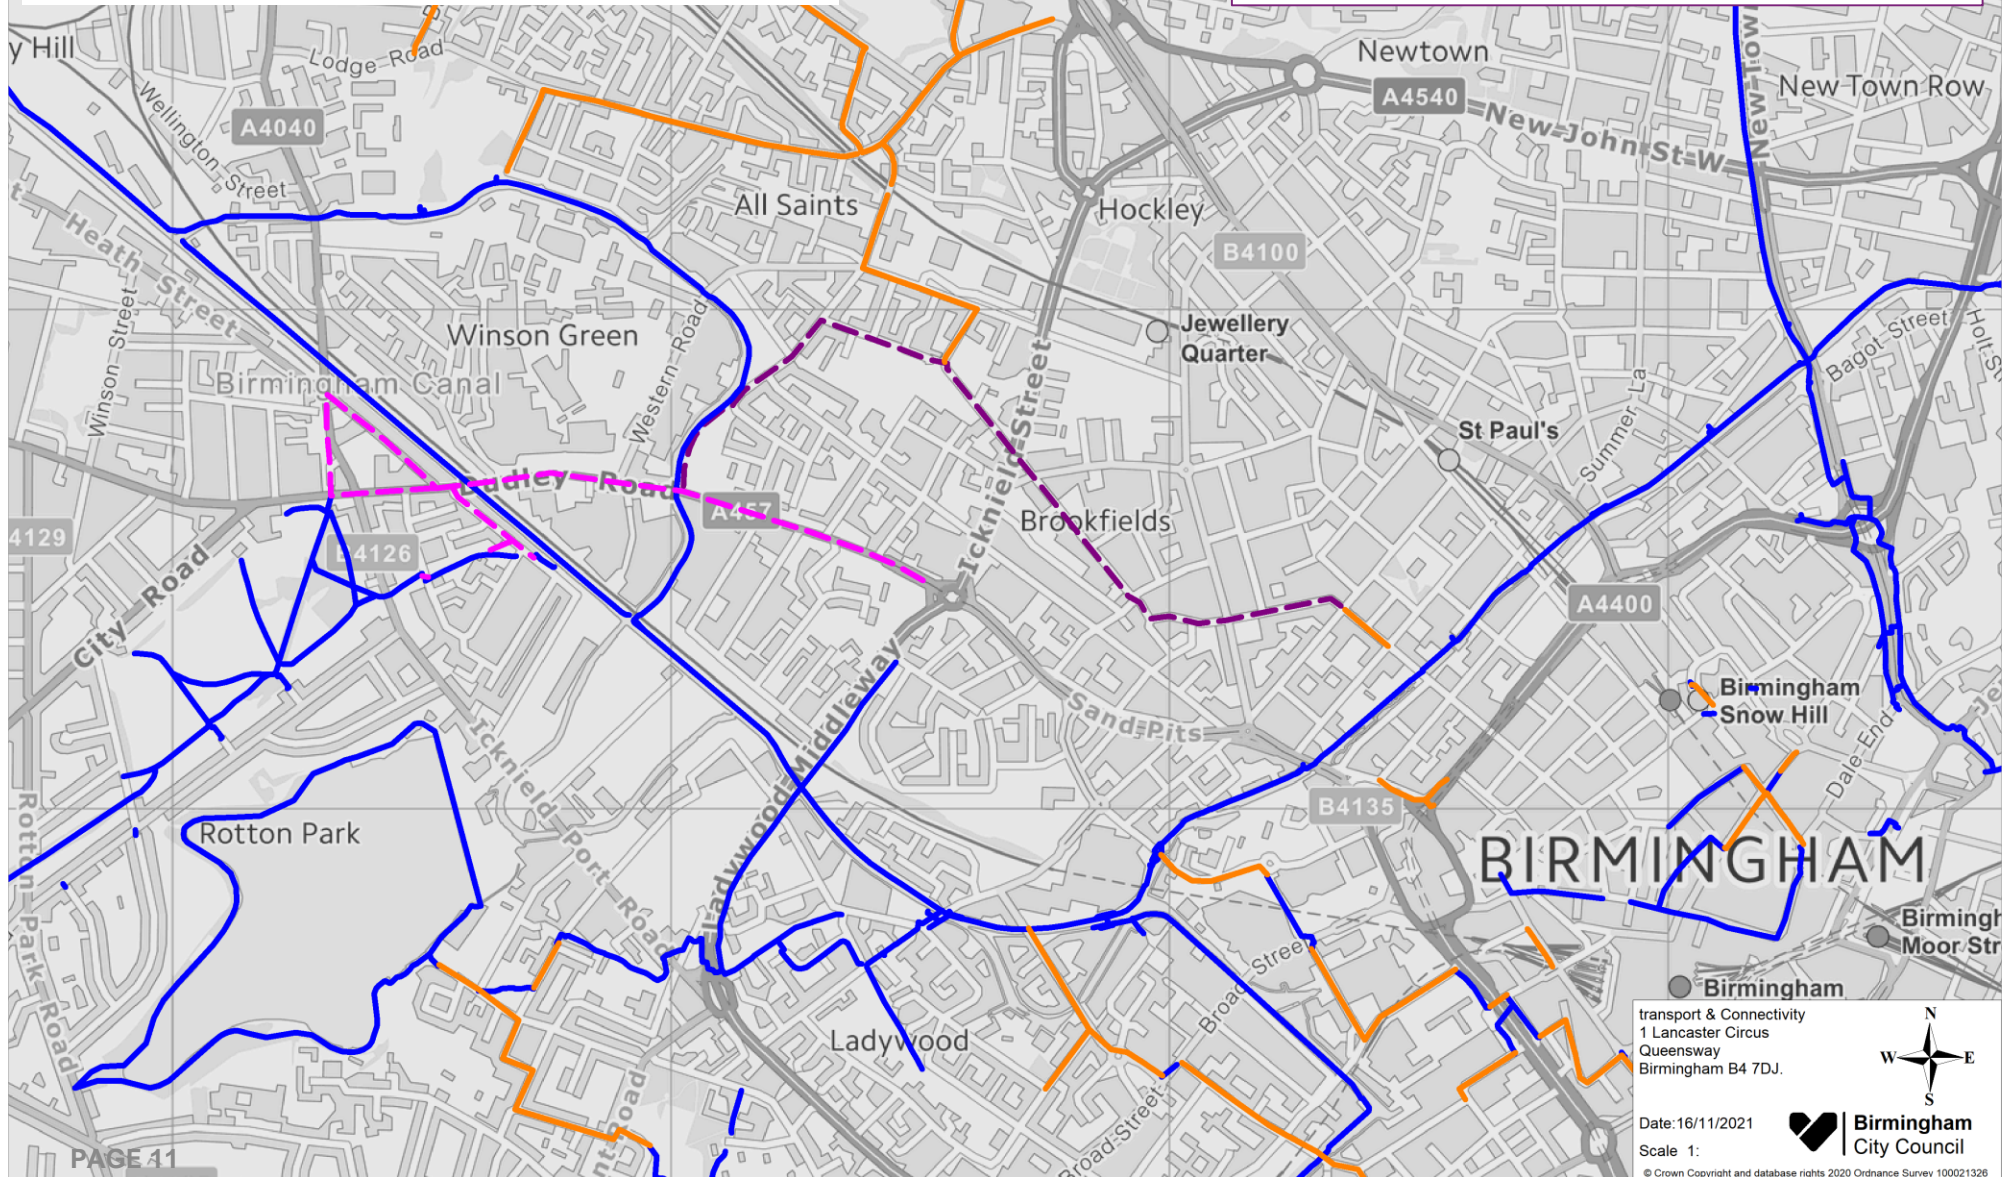 y Hill
Lodge Road
Newtown
A4540
New John St W
New Town Row
Wellington Street
A4040
All Saints
Hockley
B4100
Heath Street
Winson Street
Winson Green
Western Road
Birmingham Canal
Jewellery
Quarter
Icknield Street
Bagot Street
St Paul's
Summer La
Dudley Road
A457
Brookfields
4129
B4126
City Road
A4400
Sand Pits
Birmingham
Snow Hill
Dale End
Icknield Port Road
Ladywood Middleway
B4135
Rotton Park
BIRMINGHAM
Rotton Park Road
Birmingh
Moor Str
Broad Street
Birmingham
Ladywood
Broad Street
PAGE 11
transport & Connectivity
1 Lancaster Circus
Queensway
Birmingham B4 7DJ.
N
W E
S
Date:16/11/2021
Scale 1:
Birmingham
City Council
© Crown Copyright and database rights 2020 Ordnance Survey 100021326